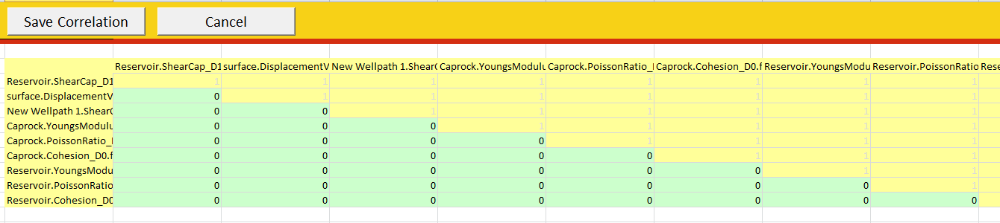 Save Correlation Cancel
Reservoir.ShearCap_D1 surface.DisplacementV New Wellpath 1.Shear Caprock.YoungsModulu Caprock.PoissonRatio_ Caprock.Cohesion_D0.f Reservoir.YoungsModu Reservoir.PoissonRatio Rese
Reservoir.ShearCap_D1 1 1 1 1 1 1 1 1
surface.DisplacementV 0 1 1 1 1 1 1 1
New Wellpath 1.Shear 0 0 1 1 1 1 1 1
Caprock.YoungsModulu 0 0 0 1 1 1 1 1
Caprock.PoissonRatio_ 0 0 0 0 1 1 1 1
Caprock.Cohesion_D0.f 0 0 0 0 0 1 1 1
Reservoir.YoungsModu 0 0 0 0 0 0 1 1
Reservoir.PoissonRatio 0 0 0 0 0 0 0 1
Reservoir.Cohesion_D0 0 0 0 0 0 0 0 0